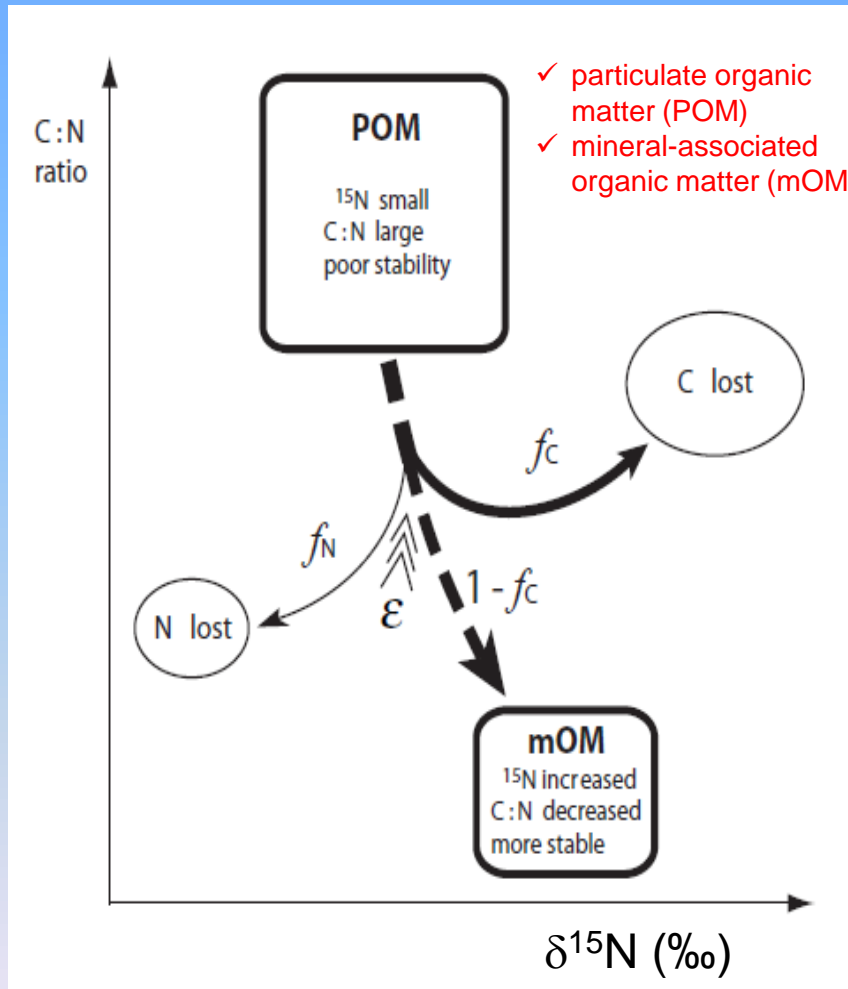 C:N
ratio
POM
¹⁵N small
C:N large
poor stability
✓ particulate organic
matter (POM)
✓ mineral-associated
organic matter (mOM
C lost
fC
fN
N lost
ε
1 - fC
mOM
¹⁵N increased
C:N decreased
more stable
δ¹⁵N (‰)